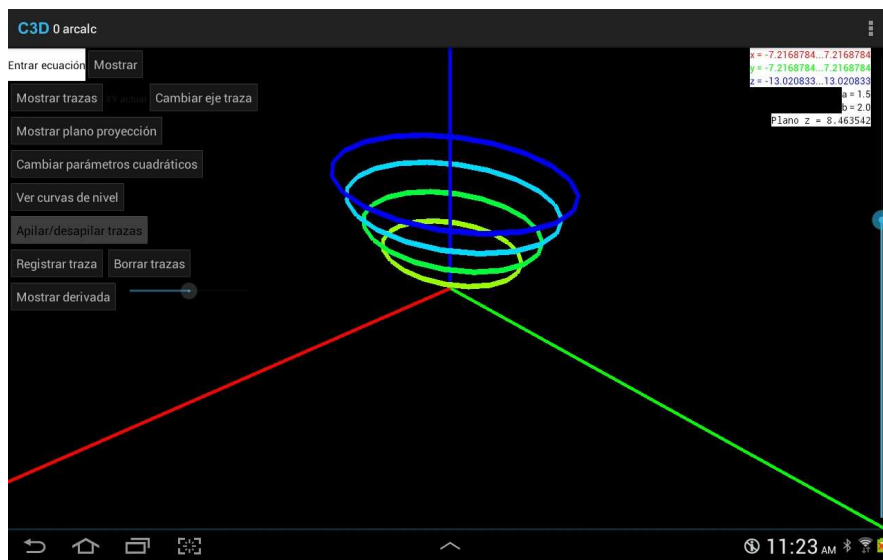 C3D 0 arcalc
Entrar ecuación Mostrar
Mostrar trazas XY actual Cambiar eje traza
Mostrar plano proyección
Cambiar parámetros cuadráticos
Ver curvas de nivel
Apilar/desapilar trazas
Registrar traza Borrar trazas
Mostrar derivada
x = -7.2168784...7.2168784
y = -7.2168784...7.2168784
z = -13.020833...13.020833
a = 1.5
b = 2.0
Plano z = 8.463542
11:23 AM